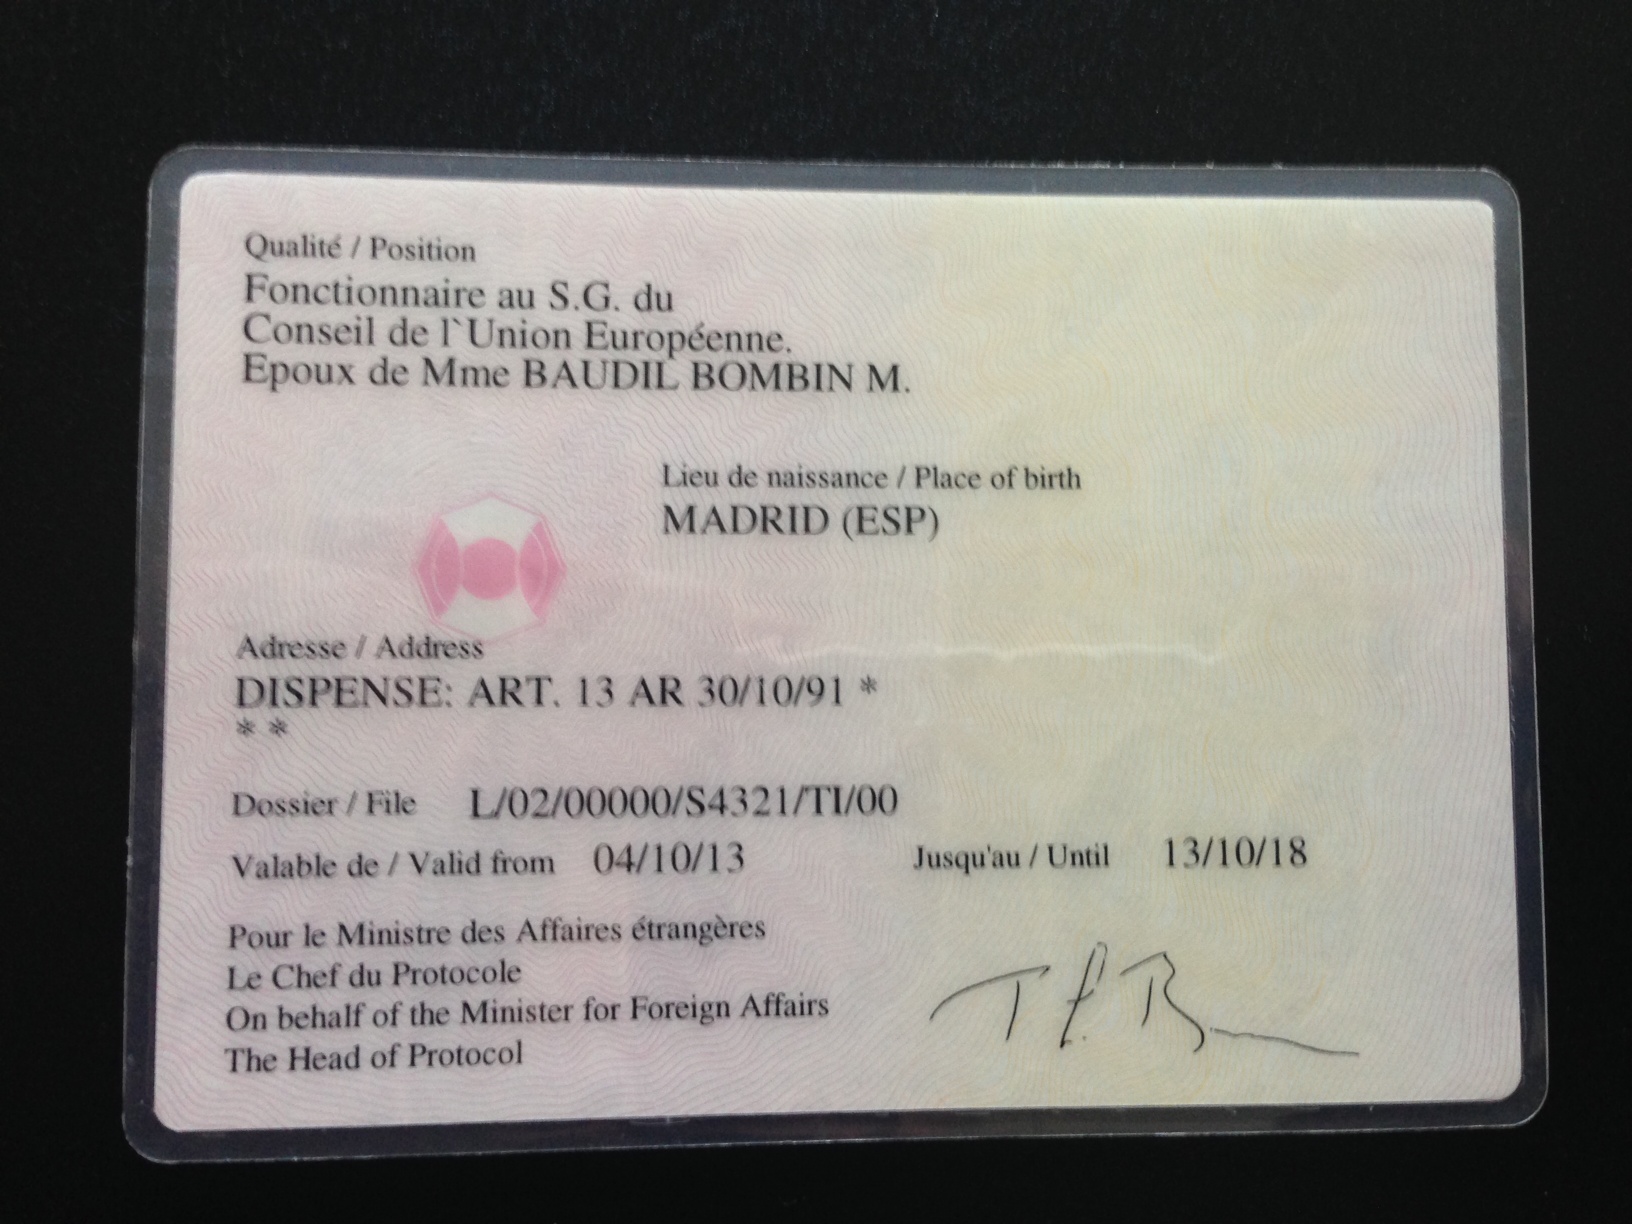 Qualité / Position
Fonctionnaire au S.G. du
Conseil de l`Union Européenne.
Epoux de Mme BAUDIL BOMBIN M.
Lieu de naissance / Place of birth
MADRID (ESP)
Adresse / Address
DISPENSE: ART. 13 AR 30/10/91 *
* *
Dossier / File L/02/00000/S4321/TI/00
Valable de / Valid from 04/10/13 Jusqu'au / Until 13/10/18
Pour le Ministre des Affaires étrangères
Le Chef du Protocole
On behalf of the Minister for Foreign Affairs
The Head of Protocol